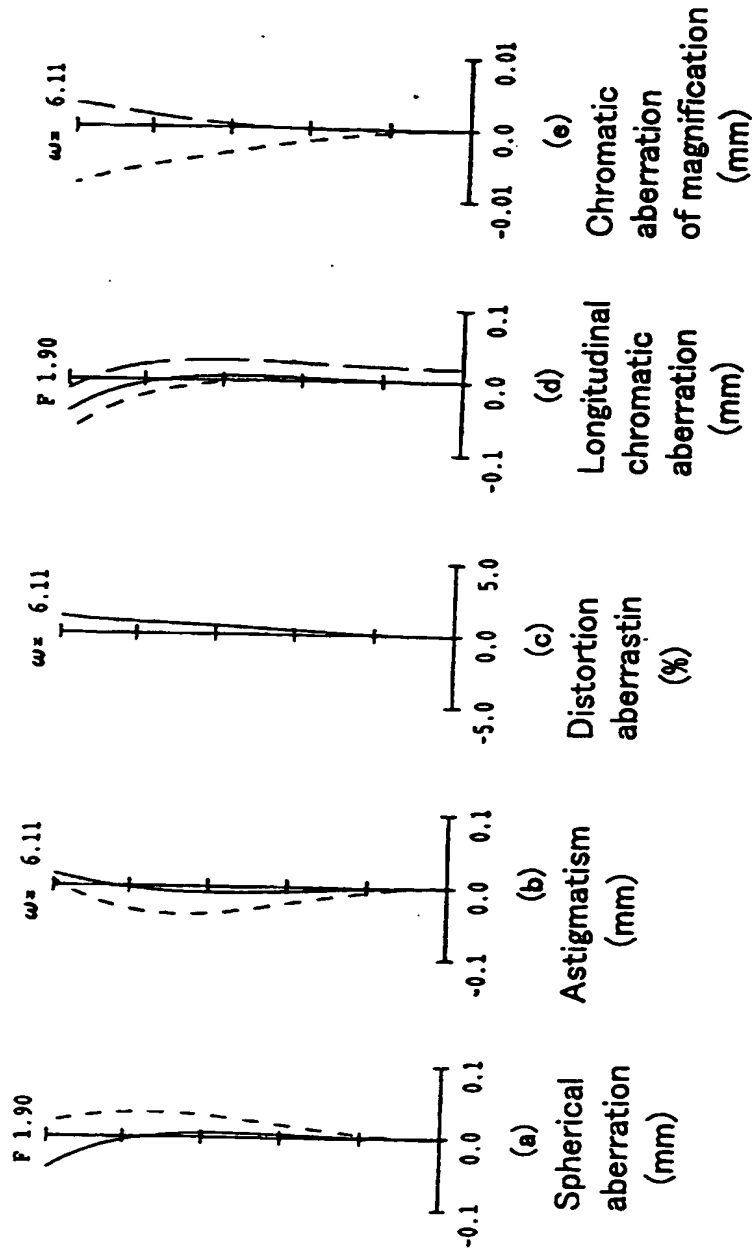 F 1.90
-0.1 0.0 0.1
(a)
Spherical
aberration
(mm)
ω= 6.11
-0.1 0.0 0.1
(b)
Astigmatism
(mm)
ω= 6.11
-5.0 0.0 5.0
(c)
Distortion
aberrastin
(%)
F 1.90
-0.1 0.0 0.1
(d)
Longitudinal
chromatic
aberration
(mm)
ω= 6.11
-0.01 0.0 0.01
(e)
Chromatic
aberration
of magnification
(mm)